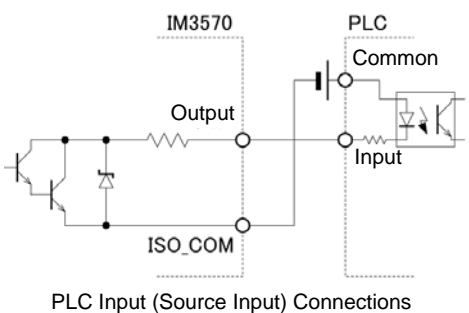 IM3570
PLC
Common
Output
Input
ISO_COM
PLC Input (Source Input) Connections